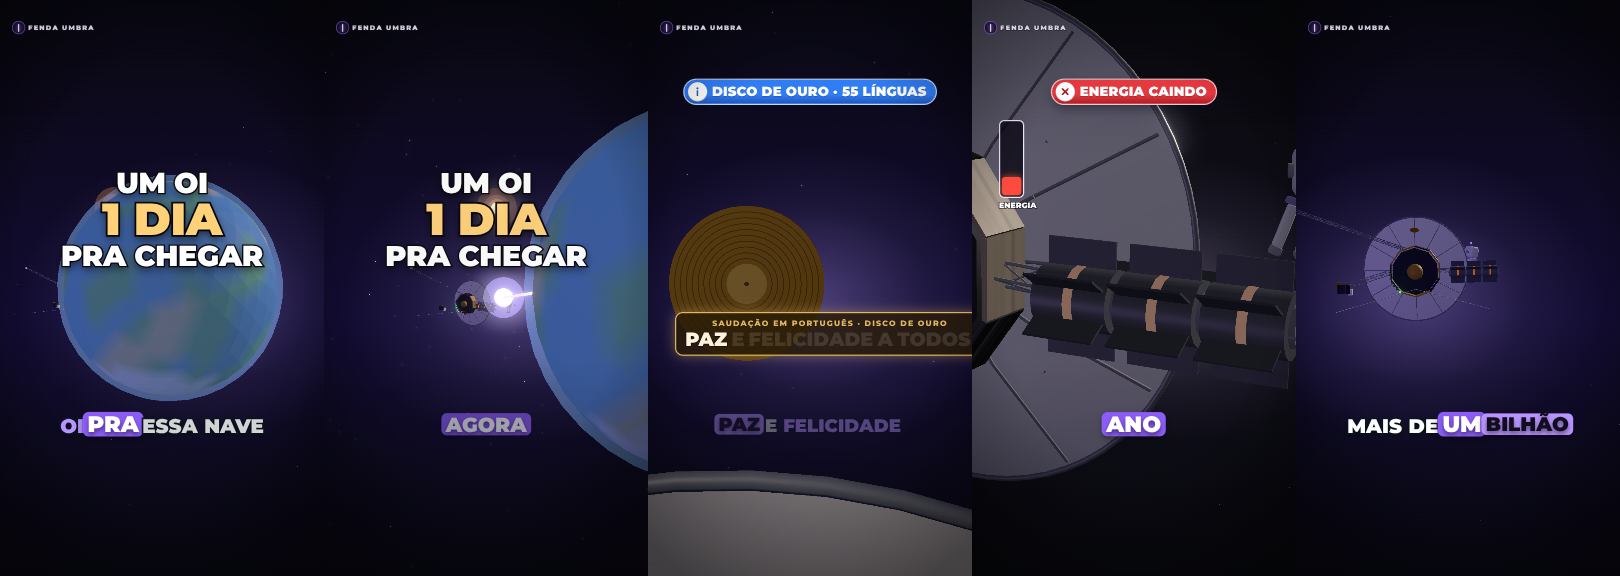 FENDA UMBRA
UM OI
1 DIA
PRA CHEGAR
OI PRA ESSA NAVE
FENDA UMBRA
UM OI
1 DIA
PRA CHEGAR
AGORA
FENDA UMBRA
i DISCO DE OURO · 55 LÍNGUAS
SAUDAÇÃO EM PORTUGUÊS · DISCO DE OURO
PAZ E FELICIDADE A TODOS
PAZ E FELICIDADE
FENDA UMBRA
× ENERGIA CAINDO
ENERGIA
ANO
FENDA UMBRA
MAIS DE UM BILHÃO